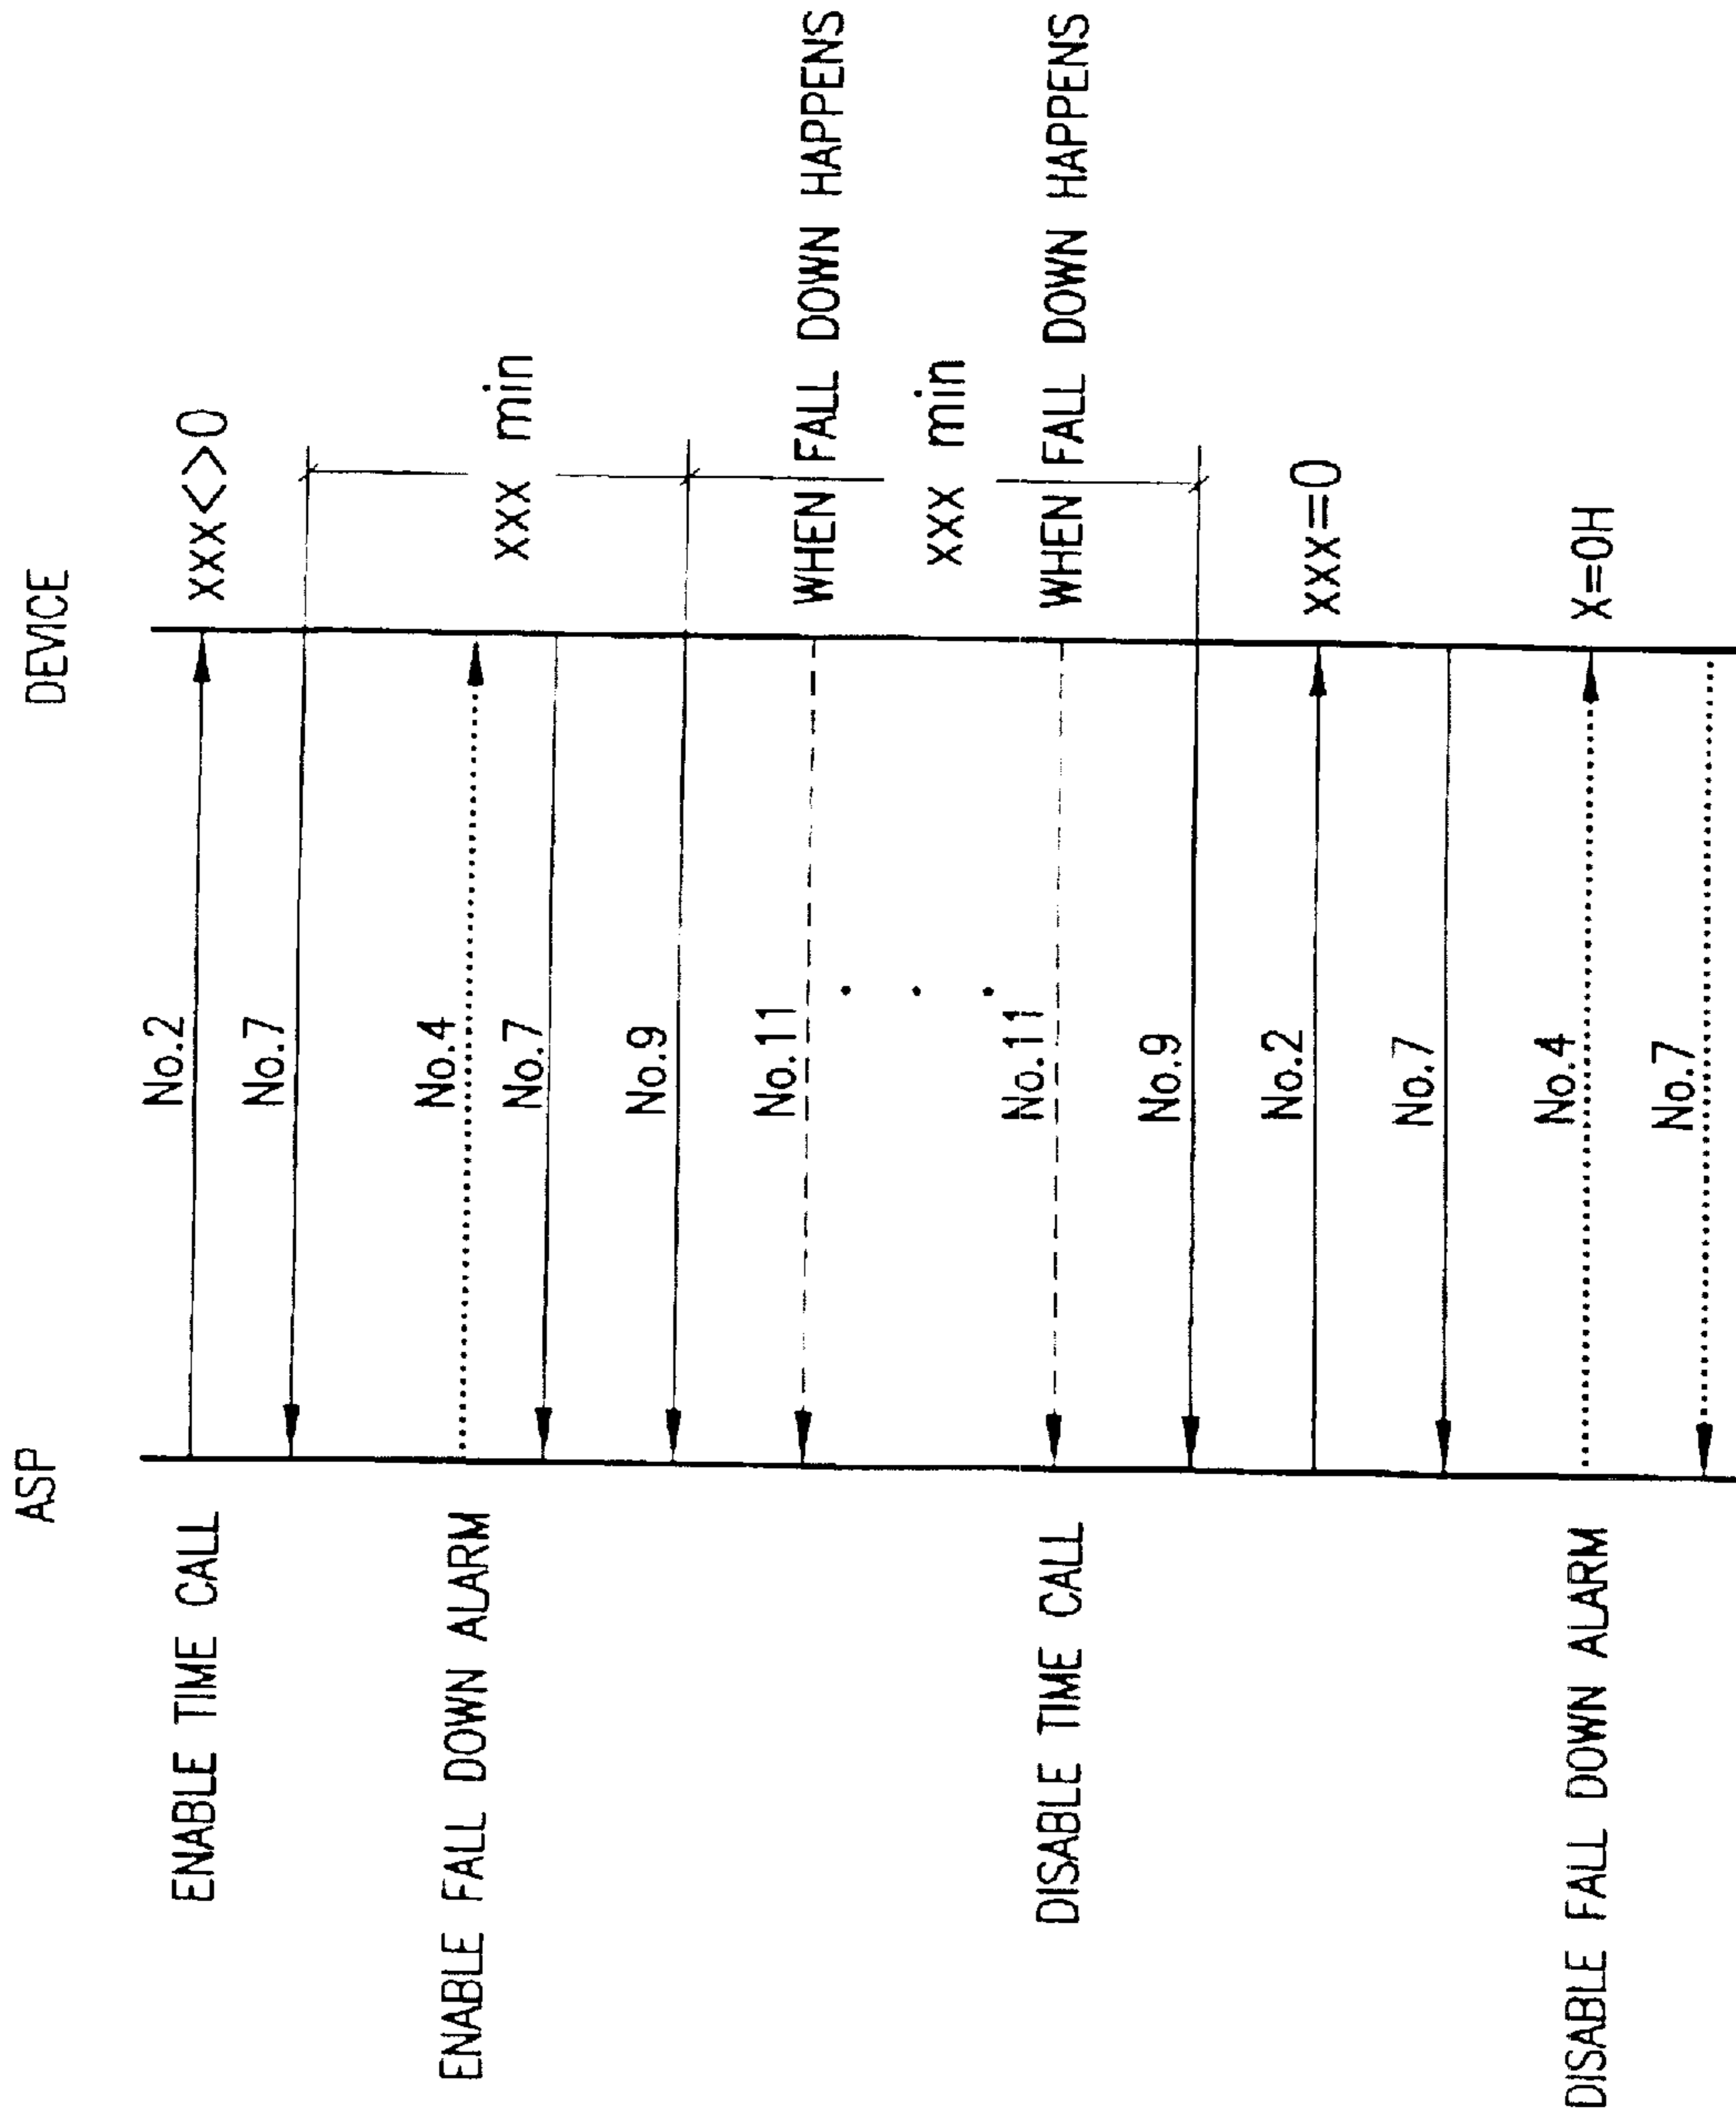 ASP
DEVICE
ENABLE TIME CALL
No.2
xxx<>0
No.7
xxx min
ENABLE FALL DOWN ALARM
No.4
No.7
No.9
No.11
WHEN FALL DOWN HAPPENS
xxx min
No.11
WHEN FALL DOWN HAPPENS
DISABLE TIME CALL
No.9
No.2
xxx=0
No.7
DISABLE FALL DOWN ALARM
No.4
X=0H
No.7